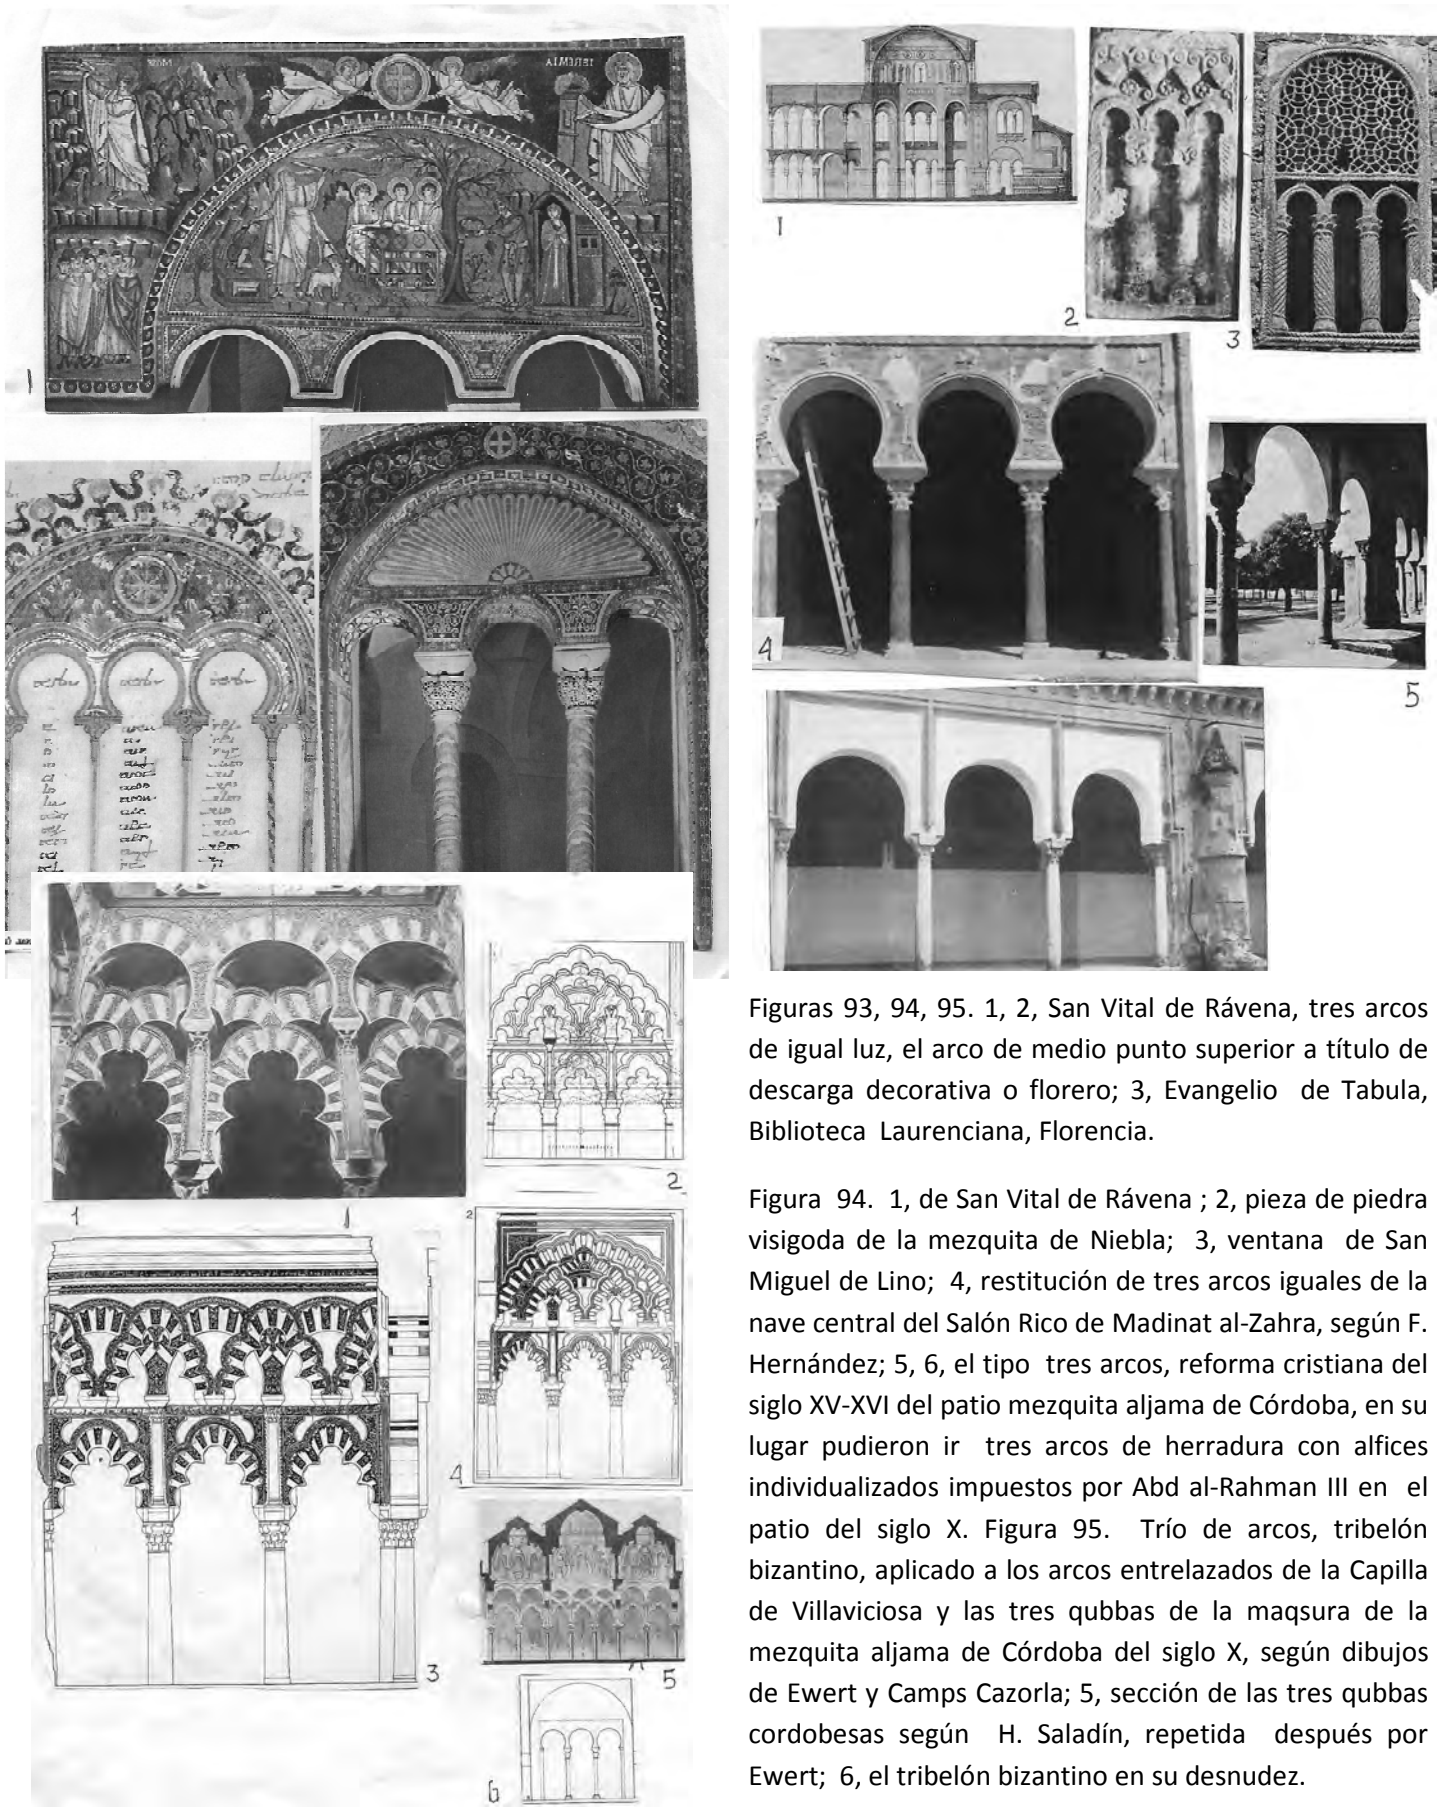 IEREMIA
1
1
2
3
4
5
1
2
2
3
4
5
6
Figuras 93, 94, 95. 1, 2, San Vital de Rávena, tres arcos
de igual luz, el arco de medio punto superior a título de
descarga decorativa o florero; 3, Evangelio de Tabula,
Biblioteca Laurenciana, Florencia.
Figura 94. 1, de San Vital de Rávena ; 2, pieza de piedra
visigoda de la mezquita de Niebla; 3, ventana de San
Miguel de Lino; 4, restitución de tres arcos iguales de la
nave central del Salón Rico de Madinat al-Zahra, según F.
Hernández; 5, 6, el tipo tres arcos, reforma cristiana del
siglo XV-XVI del patio mezquita aljama de Córdoba, en su
lugar pudieron ir tres arcos de herradura con alfices
individualizados impuestos por Abd al-Rahman III en el
patio del siglo X. Figura 95. Trío de arcos, tribelón
bizantino, aplicado a los arcos entrelazados de la Capilla
de Villaviciosa y las tres qubbas de la maqsura de la
mezquita aljama de Córdoba del siglo X, según dibujos
de Ewert y Camps Cazorla; 5, sección de las tres qubbas
cordobesas según H. Saladín, repetida después por
Ewert; 6, el tribelón bizantino en su desnudez.